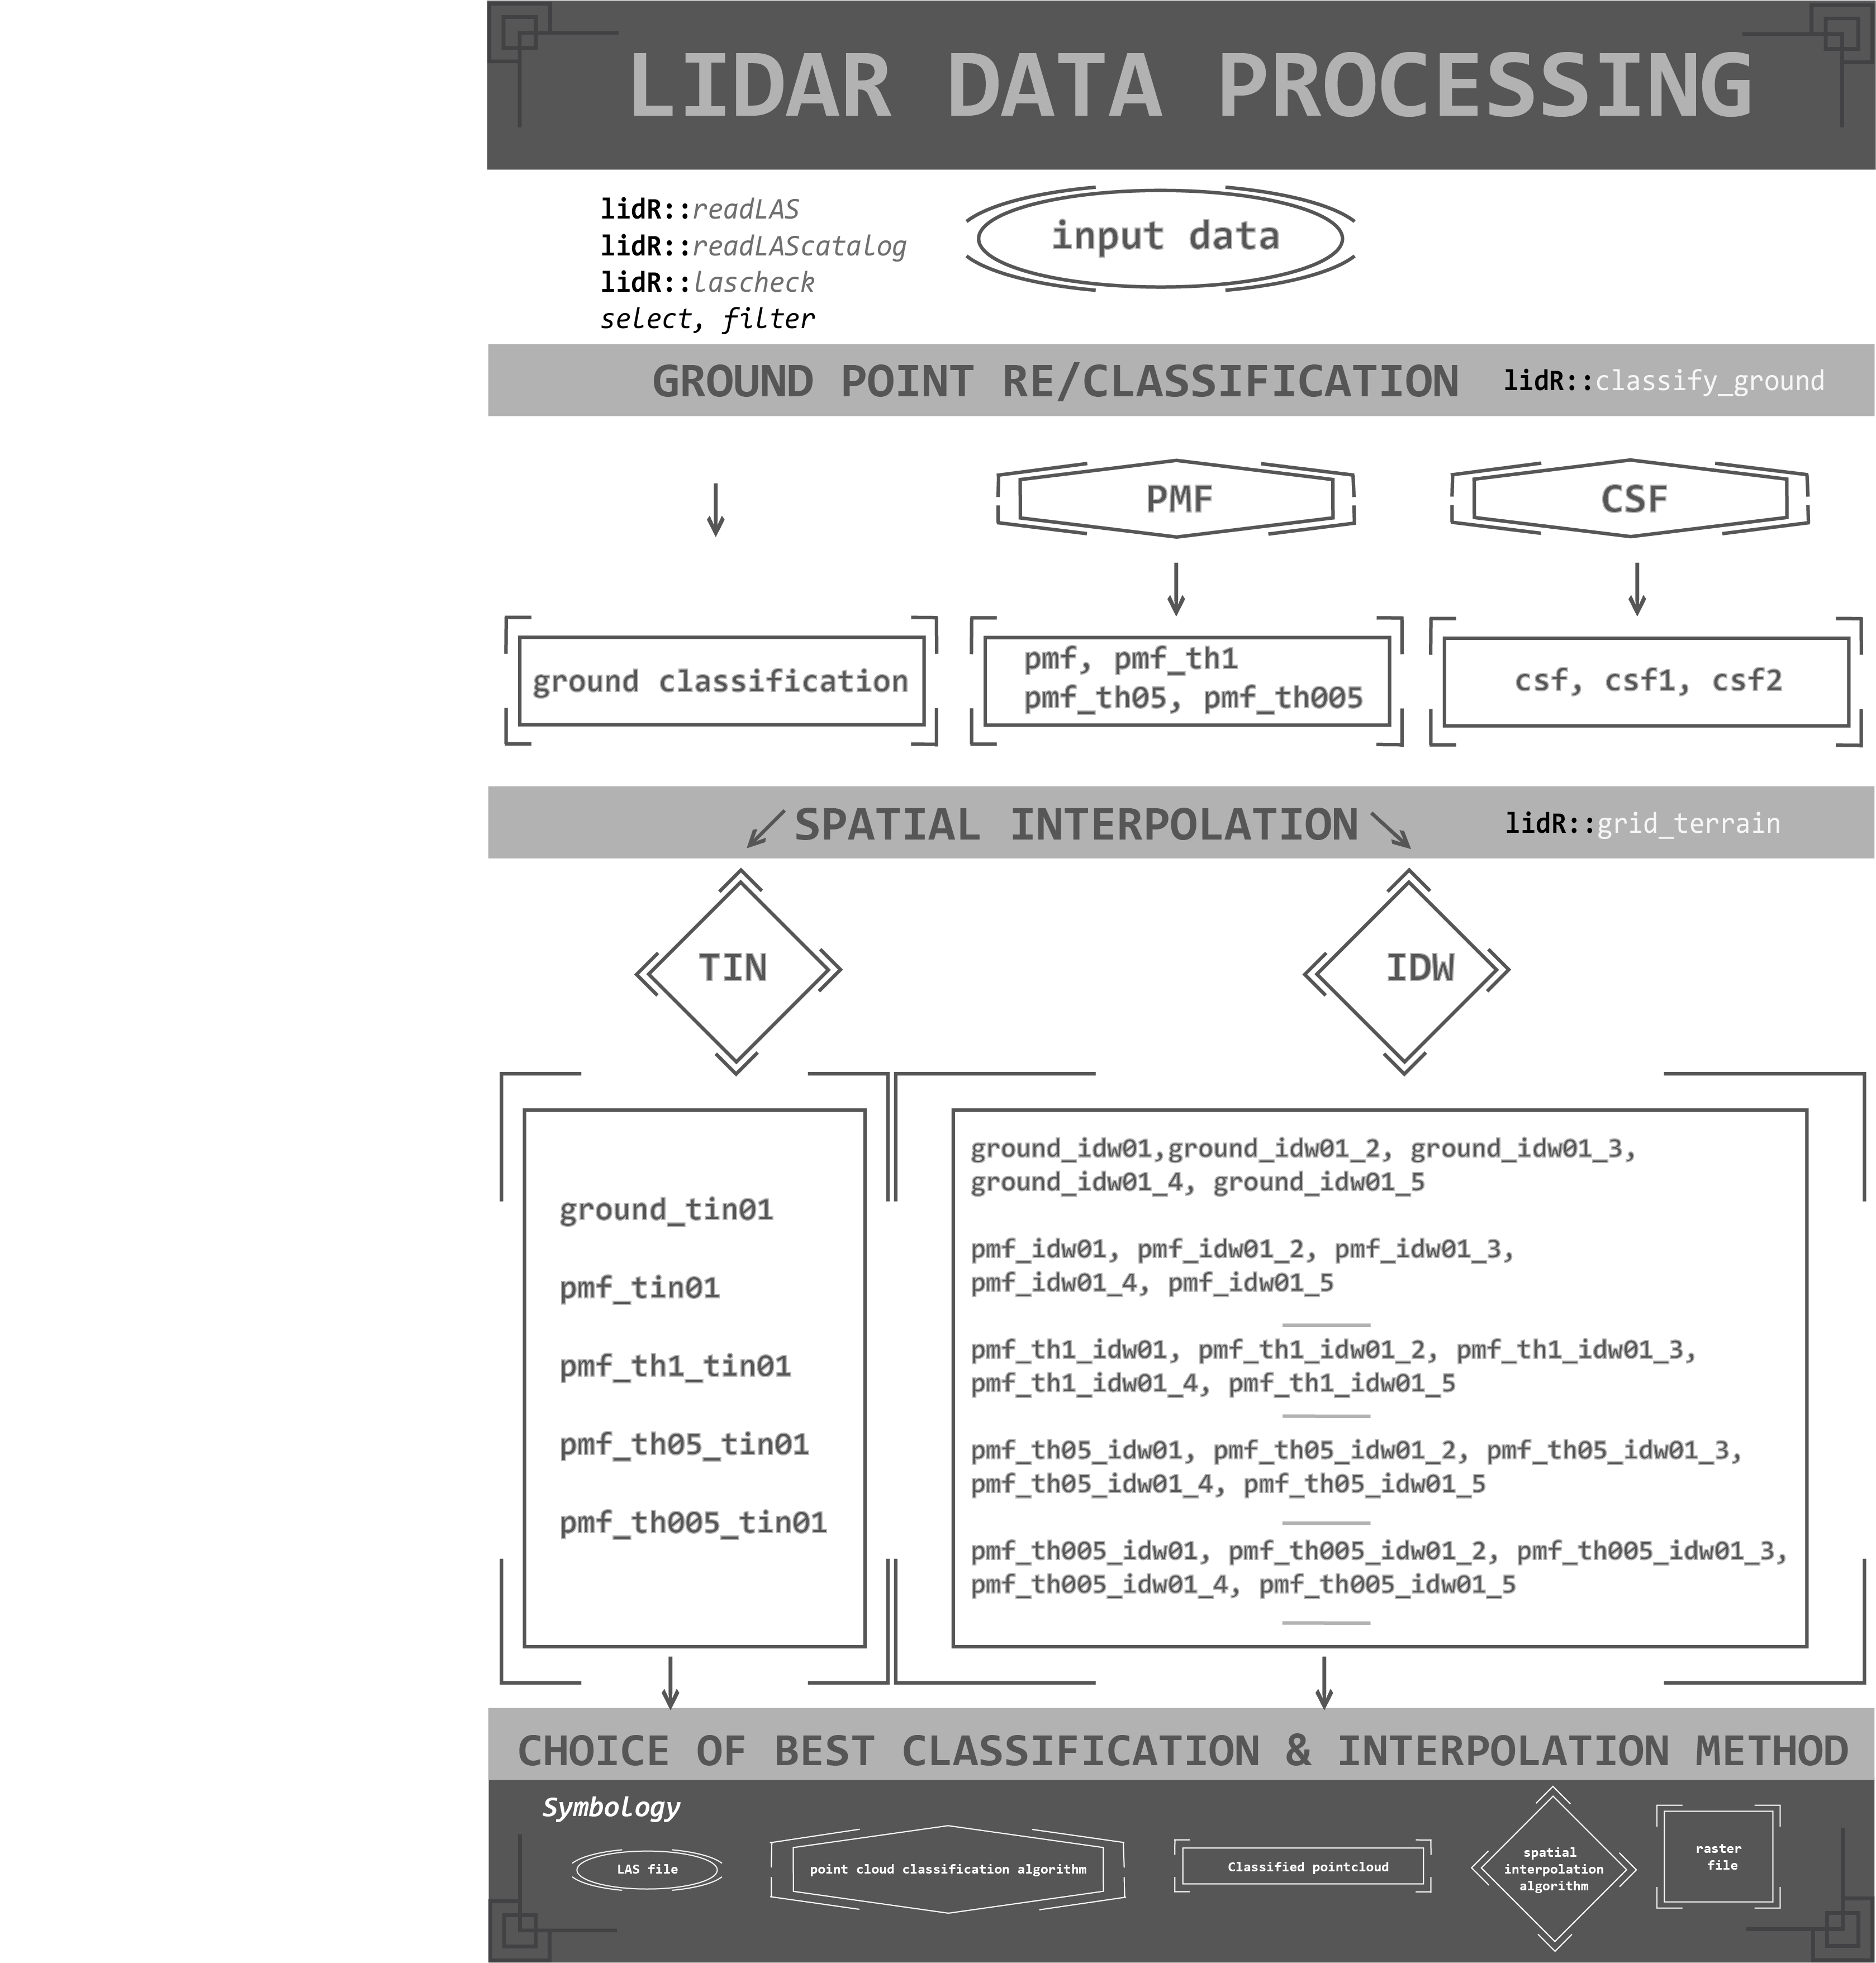 LIDAR DATA PROCESSING
lidR::readLAS
lidR::readLAScatalog
lidR::lascheck
select, filter
input data
GROUND POINT RE/CLASSIFICATION
lidR::classify_ground
PMF
CSF
ground classification
pmf, pmf_th1
pmf_th05, pmf_th005
csf, csf1, csf2
SPATIAL INTERPOLATION
lidR::grid_terrain
TIN
IDW
ground_tin01
pmf_tin01
pmf_th1_tin01
pmf_th05_tin01
pmf_th005_tin01
ground_idw01,ground_idw01_2, ground_idw01_3,
ground_idw01_4, ground_idw01_5
pmf_idw01, pmf_idw01_2, pmf_idw01_3,
pmf_idw01_4, pmf_idw01_5
pmf_th1_idw01, pmf_th1_idw01_2, pmf_th1_idw01_3,
pmf_th1_idw01_4, pmf_th1_idw01_5
pmf_th05_idw01, pmf_th05_idw01_2, pmf_th05_idw01_3,
pmf_th05_idw01_4, pmf_th05_idw01_5
pmf_th005_idw01, pmf_th005_idw01_2, pmf_th005_idw01_3,
pmf_th005_idw01_4, pmf_th005_idw01_5
CHOICE OF BEST CLASSIFICATION & INTERPOLATION METHOD
Symbology
LAS file
point cloud classification algorithm
Classified pointcloud
spatial
interpolation
algorithm
raster
file